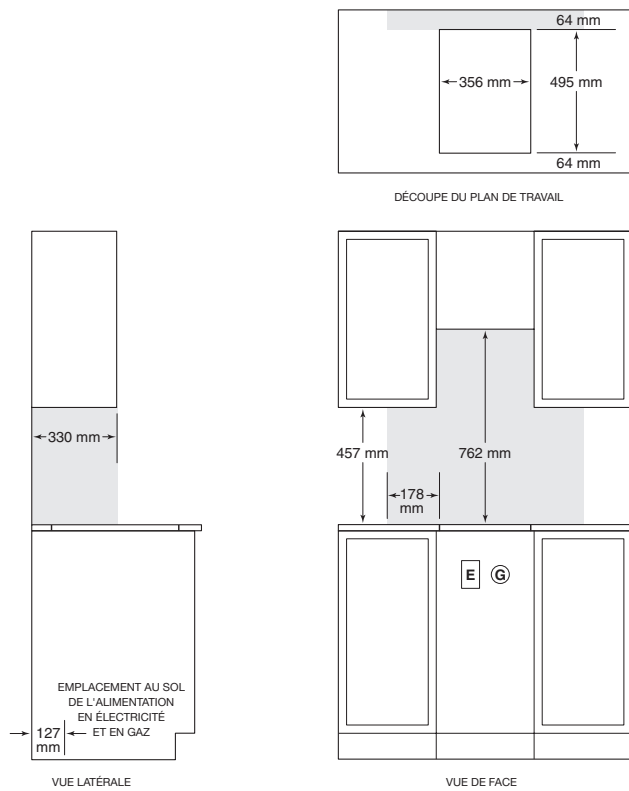 64 mm
356 mm
495 mm
64 mm
DÉCOUPE DU PLAN DE TRAVAIL
330 mm
457 mm
762 mm
178
mm
E
G
EMPLACEMENT AU SOL
DE L'ALIMENTATION
EN ÉLECTRICITÉ
ET EN GAZ
127
mm
VUE LATÉRALE
VUE DE FACE